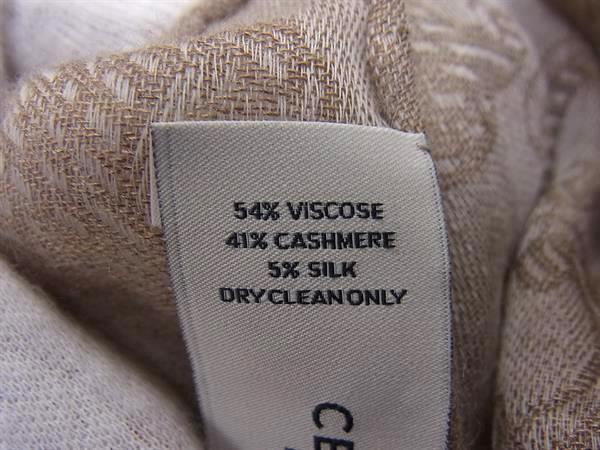 54% VISCOSE
41% CASHMERE
5% SILK
DRY CLEAN ONLY